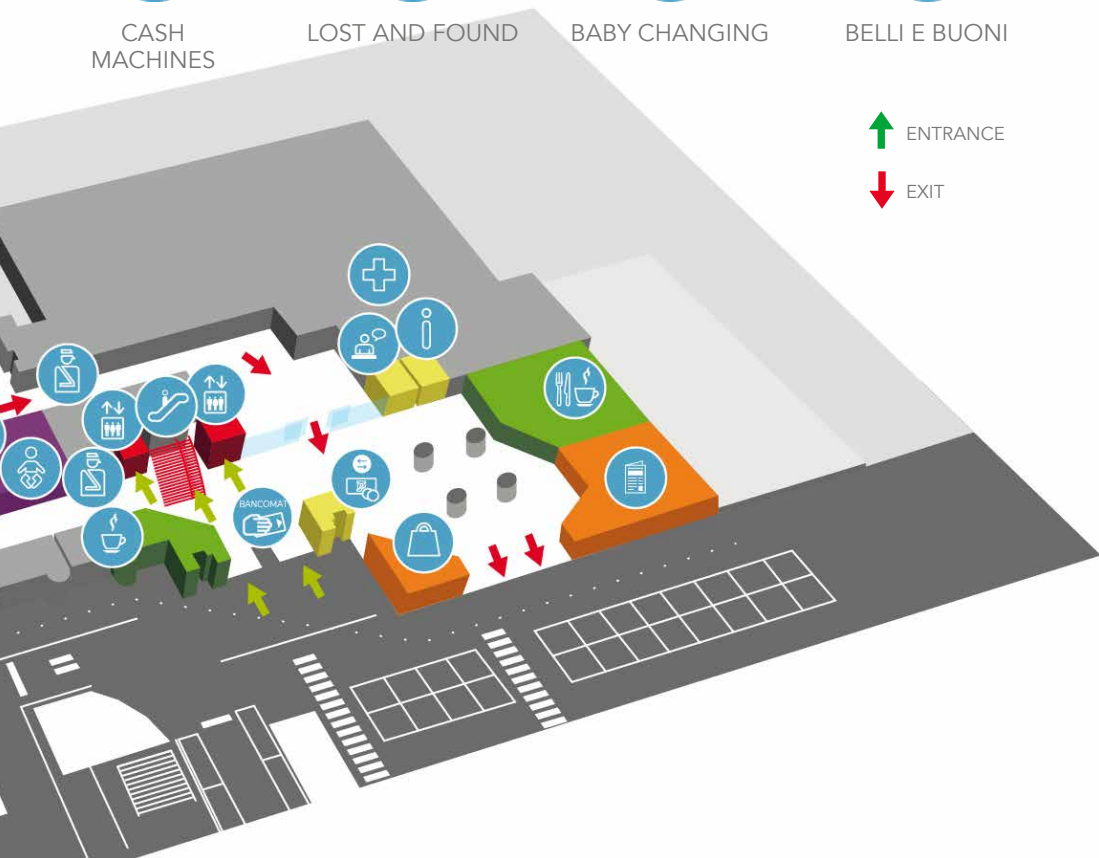 CASH
MACHINES
LOST AND FOUND
BABY CHANGING
BELLI E BUONI
ENTRANCE
EXIT
BANCOMAT